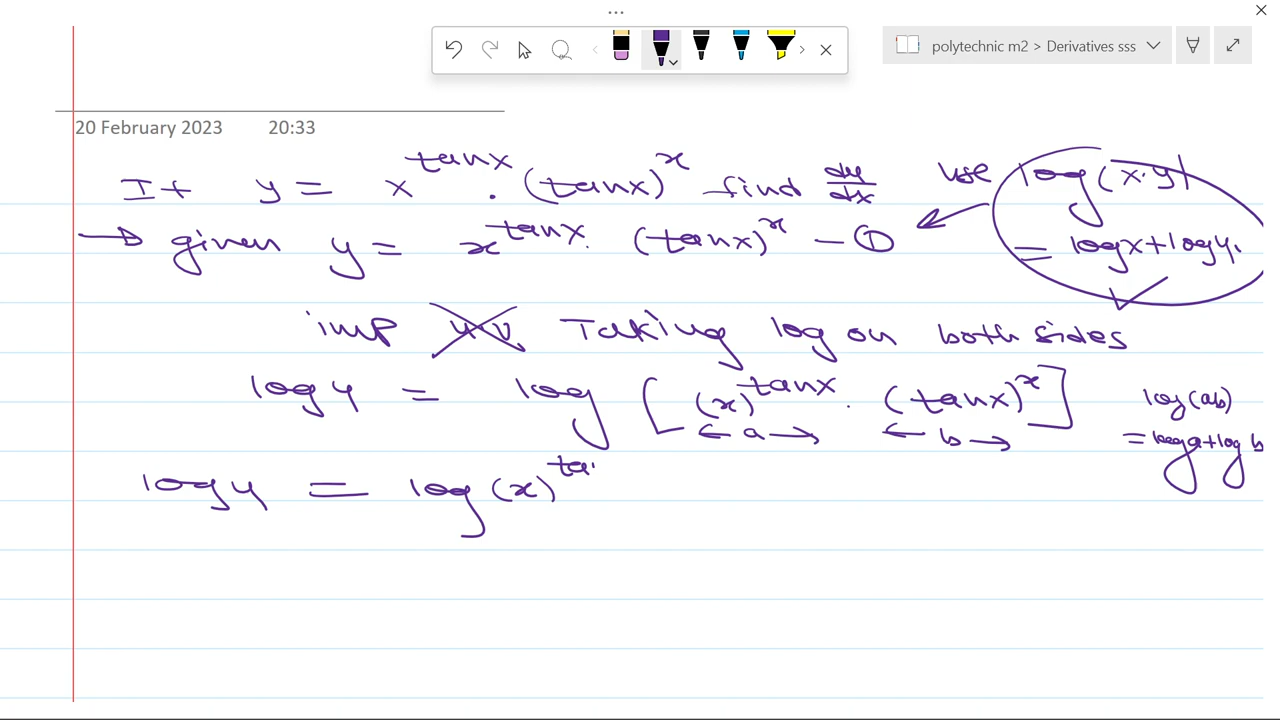 polytechnic m2 > Derivatives sss
20 February 2023 20:33
If y = x^tanx . (tanx)^x find dy/dx use log(x.y)
→ given y = x^tanx . (tanx)^x – ① = logx + logy.
imp Taking log on both sides
log y = log [(x)^tanx . (tanx)^x] log(ab)
← a → ← b → = log a + log b
log y = log (x)^ta